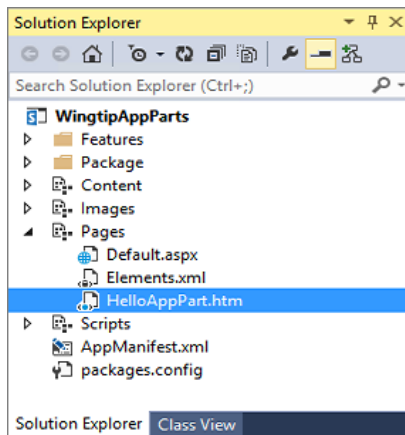 Solution Explorer
Search Solution Explorer (Ctrl+;)
WingtipAppParts
Features
Package
Content
Images
Pages
Default.aspx
Elements.xml
HelloAppPart.htm
Scripts
AppManifest.xml
packages.config
Solution Explorer Class View